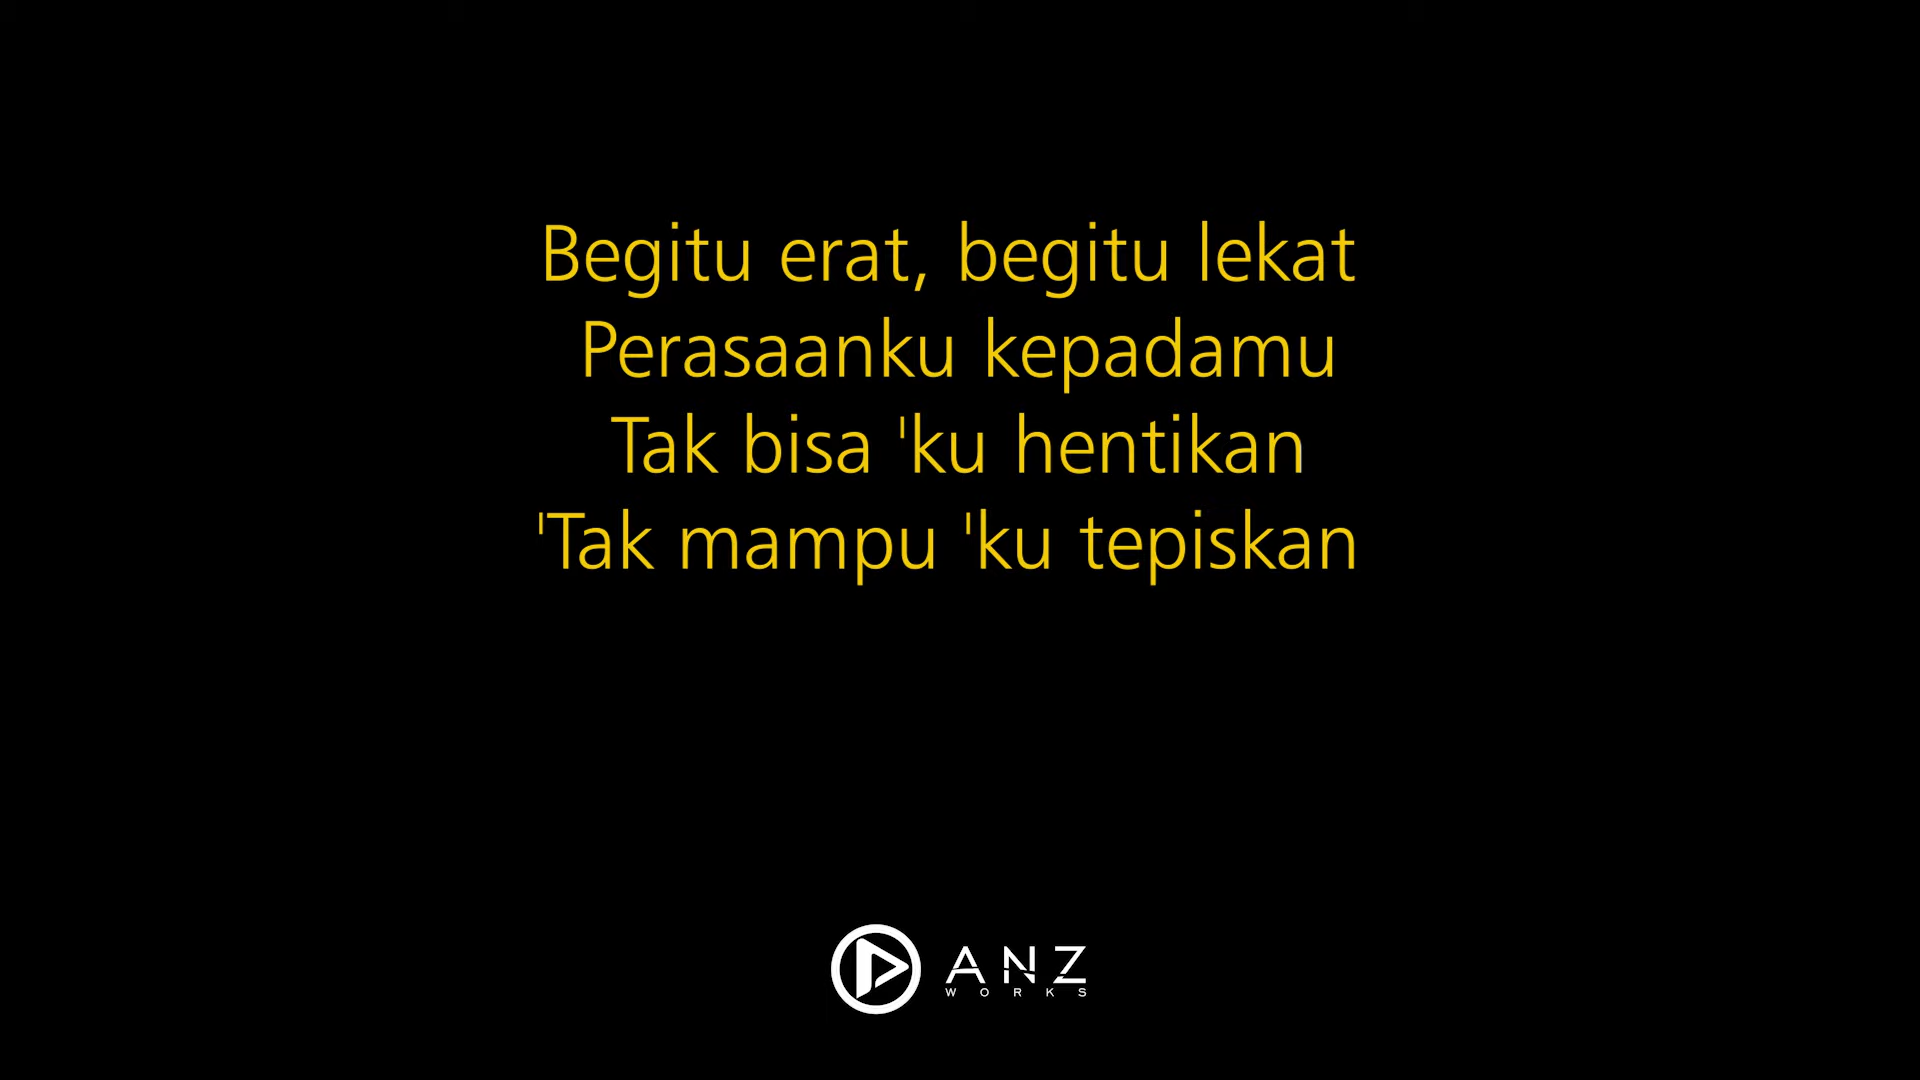 Begitu erat, begitu lekat
Perasaanku kepadamu
Tak bisa 'ku hentikan
'Tak mampu 'ku tepiskan
ANZ
WORKS